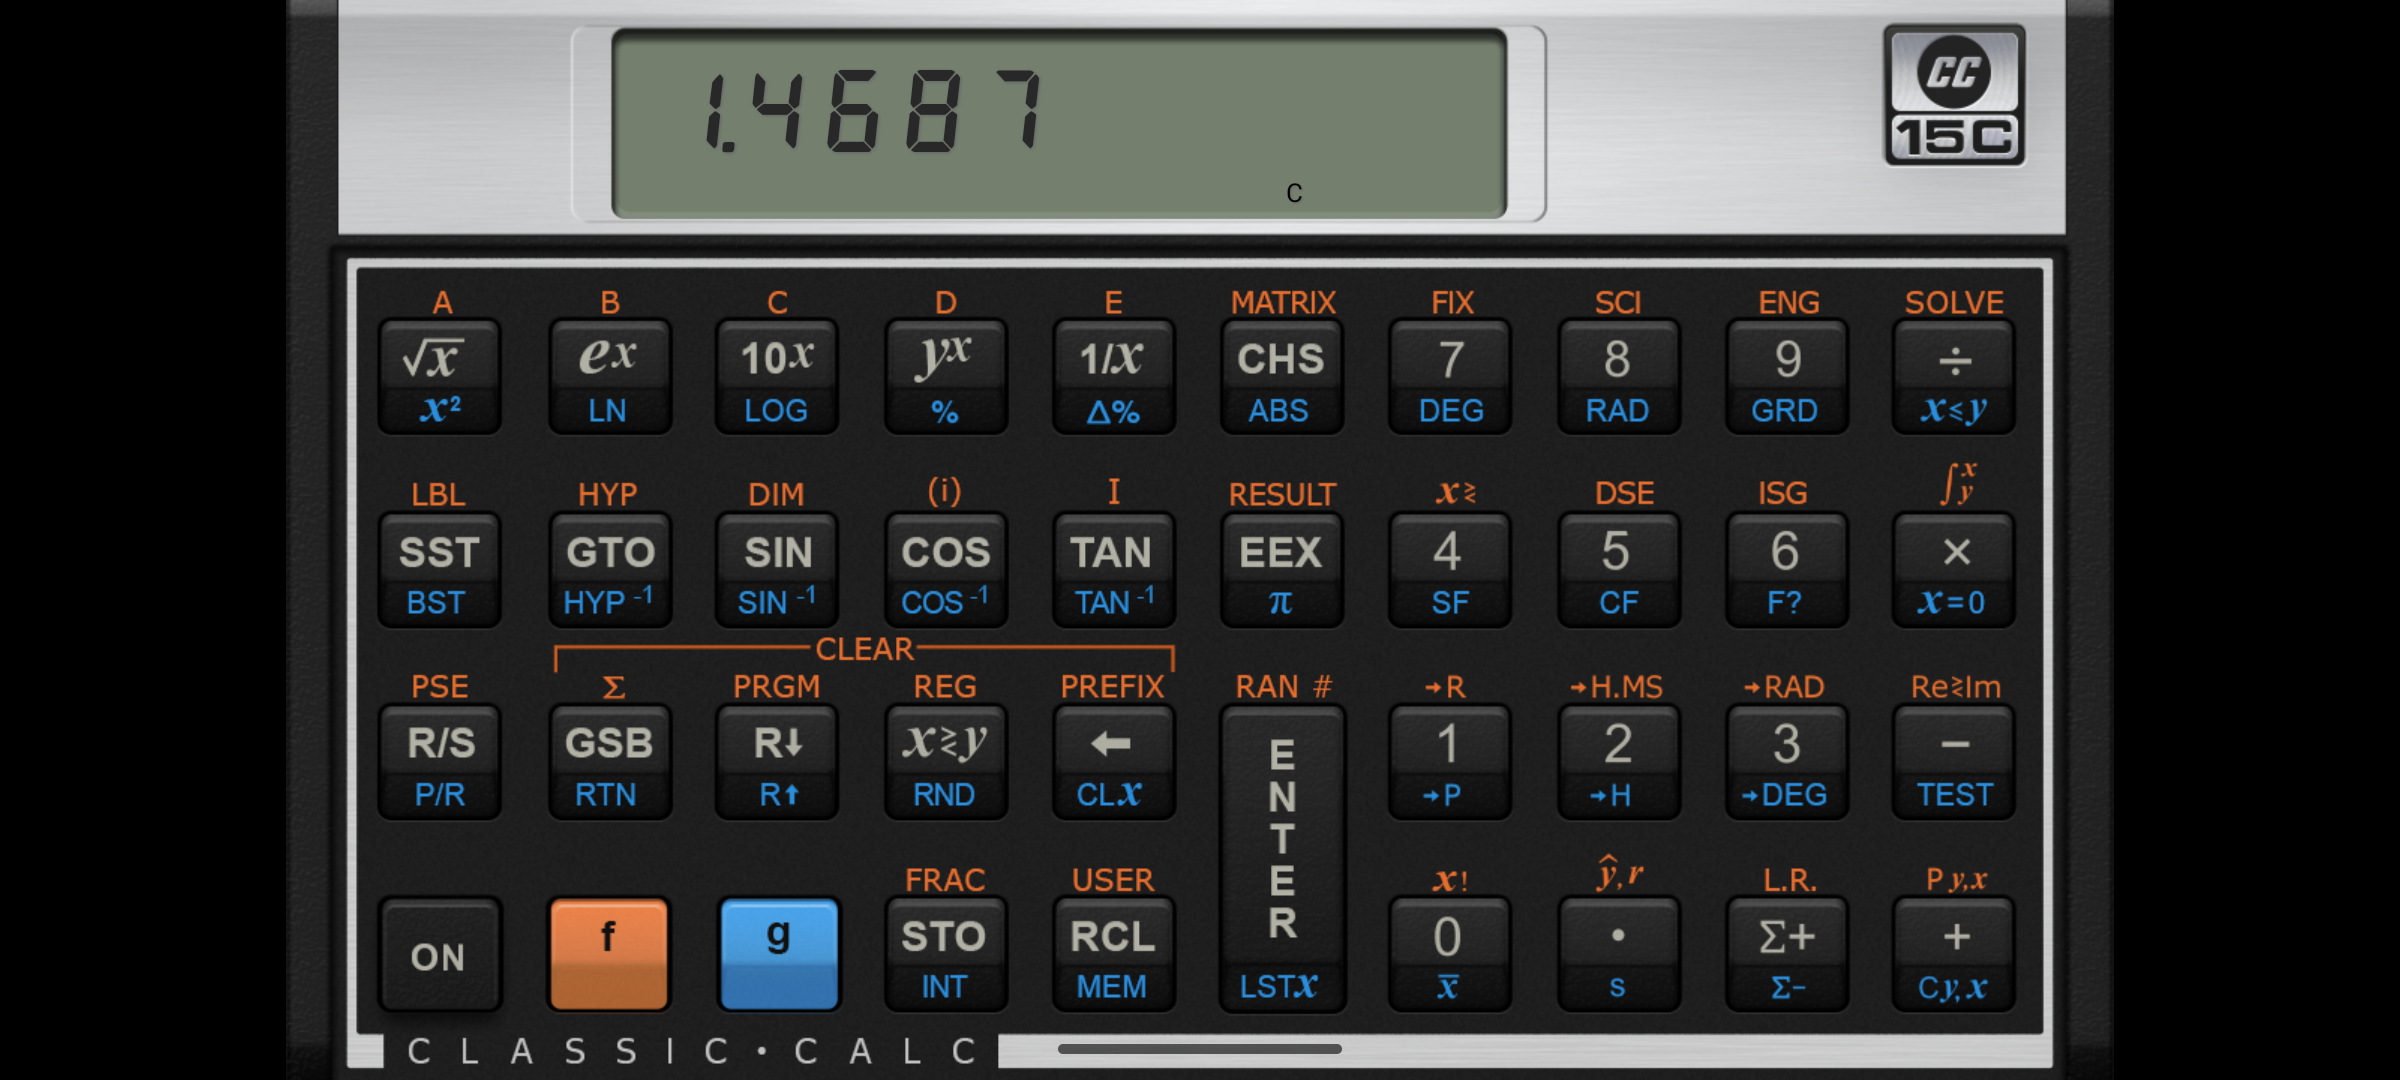 1.4687
C
CC
15C
A B C D E MATRIX FIX SCI ENG SOLVE
√x eˣ 10ˣ yˣ 1/x CHS 7 8 9 ÷
x² LN LOG % Δ% ABS DEG RAD GRD x≤y
LBL HYP DIM (i) I RESULT x≷ DSE ISG ∫xy
SST GTO SIN COS TAN EEX 4 5 6 ×
BST HYP⁻¹ SIN⁻¹ COS⁻¹ TAN⁻¹ π SF CF F? x=0
CLEAR
PSE Σ PRGM REG PREFIX RAN # →R →H.MS →RAD Re≷Im
R/S GSB R↓ x≷y ← ENTER 1 2 3 −
P/R RTN R↑ RND CLx →P →H →DEG TEST
FRAC USER x! ŷ,r L.R. P y,x
ON f g STO RCL 0 • Σ+ +
INT MEM LSTx x̄ s Σ− Cy,x
CLASSIC•CALC